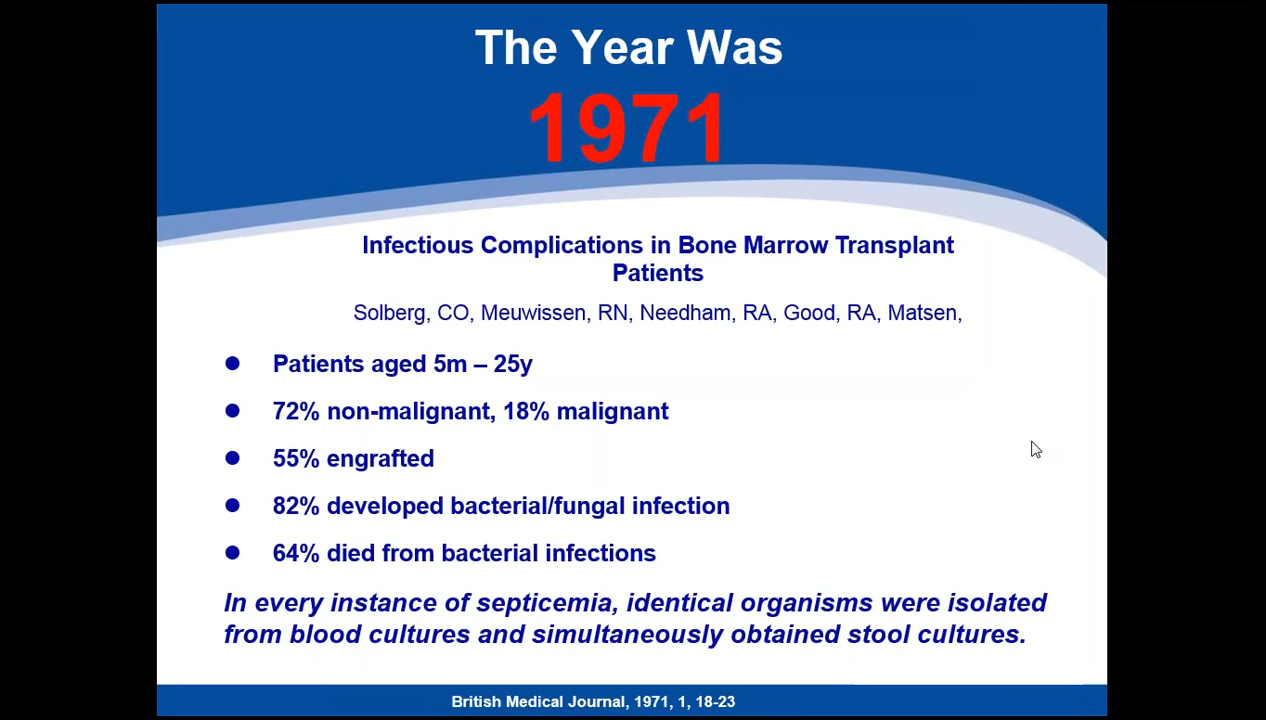 The Year Was
1971
Infectious Complications in Bone Marrow Transplant
Patients
Solberg, CO, Meuwissen, RN, Needham, RA, Good, RA, Matsen,
● Patients aged 5m – 25y
● 72% non-malignant, 18% malignant
● 55% engrafted
● 82% developed bacterial/fungal infection
● 64% died from bacterial infections
In every instance of septicemia, identical organisms were isolated
from blood cultures and simultaneously obtained stool cultures.
British Medical Journal, 1971, 1, 18-23